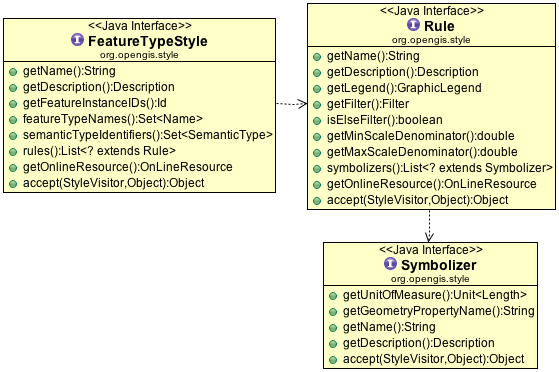 <<Java Interface>>
FeatureTypeStyle
org.opengis.style
getName():String
getDescription():Description
getFeatureInstanceIDs():Id
featureTypeNames():Set<Name>
semanticTypeIdentifiers():Set<SemanticType>
rules():List<? extends Rule>
getOnlineResource():OnLineResource
accept(StyleVisitor,Object):Object
<<Java Interface>>
Rule
org.opengis.style
getName():String
getDescription():Description
getLegend():GraphicLegend
getFilter():Filter
isElseFilter():boolean
getMinScaleDenominator():double
getMaxScaleDenominator():double
symbolizers():List<? extends Symbolizer>
getOnlineResource():OnLineResource
accept(StyleVisitor,Object):Object
<<Java Interface>>
Symbolizer
org.opengis.style
getUnitOfMeasure():Unit<Length>
getGeometryPropertyName():String
getName():String
getDescription():Description
accept(StyleVisitor,Object):Object